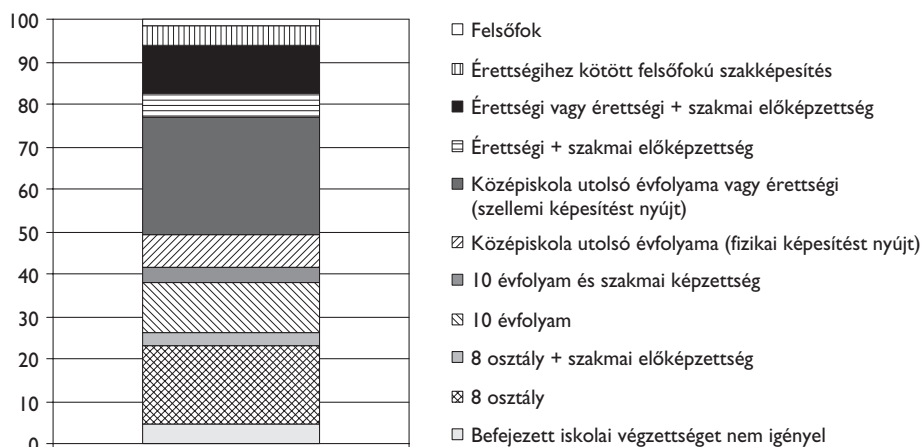 100
90
80
70
60
50
40
30
20
10
0
Felsőfok
Érettségihez kötött felsőfokú szakképesítés
Érettségi vagy érettségi + szakmai előképzettség
Érettségi + szakmai előképzettség
Középiskola utolsó évfolyama vagy érettségi
(szellemi képesítést nyújt)
Középiskola utolsó évfolyama (fizikai képesítést nyújt)
10 évfolyam és szakmai képzettség
10 évfolyam
8 osztály + szakmai előképzettség
8 osztály
Befejezett iskolai végzettséget nem igényel